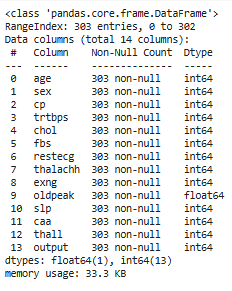 <class 'pandas.core.frame.DataFrame'>
RangeIndex: 303 entries, 0 to 302
Data columns (total 14 columns):
 #   Column    Non-Null Count  Dtype
---  ------    --------------  -----
 0   age       303 non-null    int64
 1   sex       303 non-null    int64
 2   cp        303 non-null    int64
 3   trtbps    303 non-null    int64
 4   chol      303 non-null    int64
 5   fbs       303 non-null    int64
 6   restecg   303 non-null    int64
 7   thalachh  303 non-null    int64
 8   exng      303 non-null    int64
 9   oldpeak   303 non-null    float64
 10  slp       303 non-null    int64
 11  caa       303 non-null    int64
 12  thall     303 non-null    int64
 13  output    303 non-null    int64
dtypes: float64(1), int64(13)
memory usage: 33.3 KB